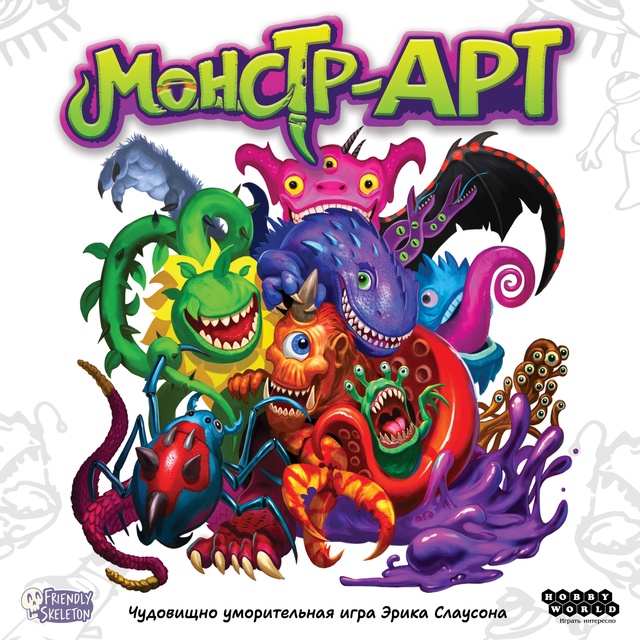 МОНСТР-АРТ
FRIENDLY
SKELETON
Чудовищно уморительная игра Эрика Слаусона
HOBBY
WORLD
Играть интересно